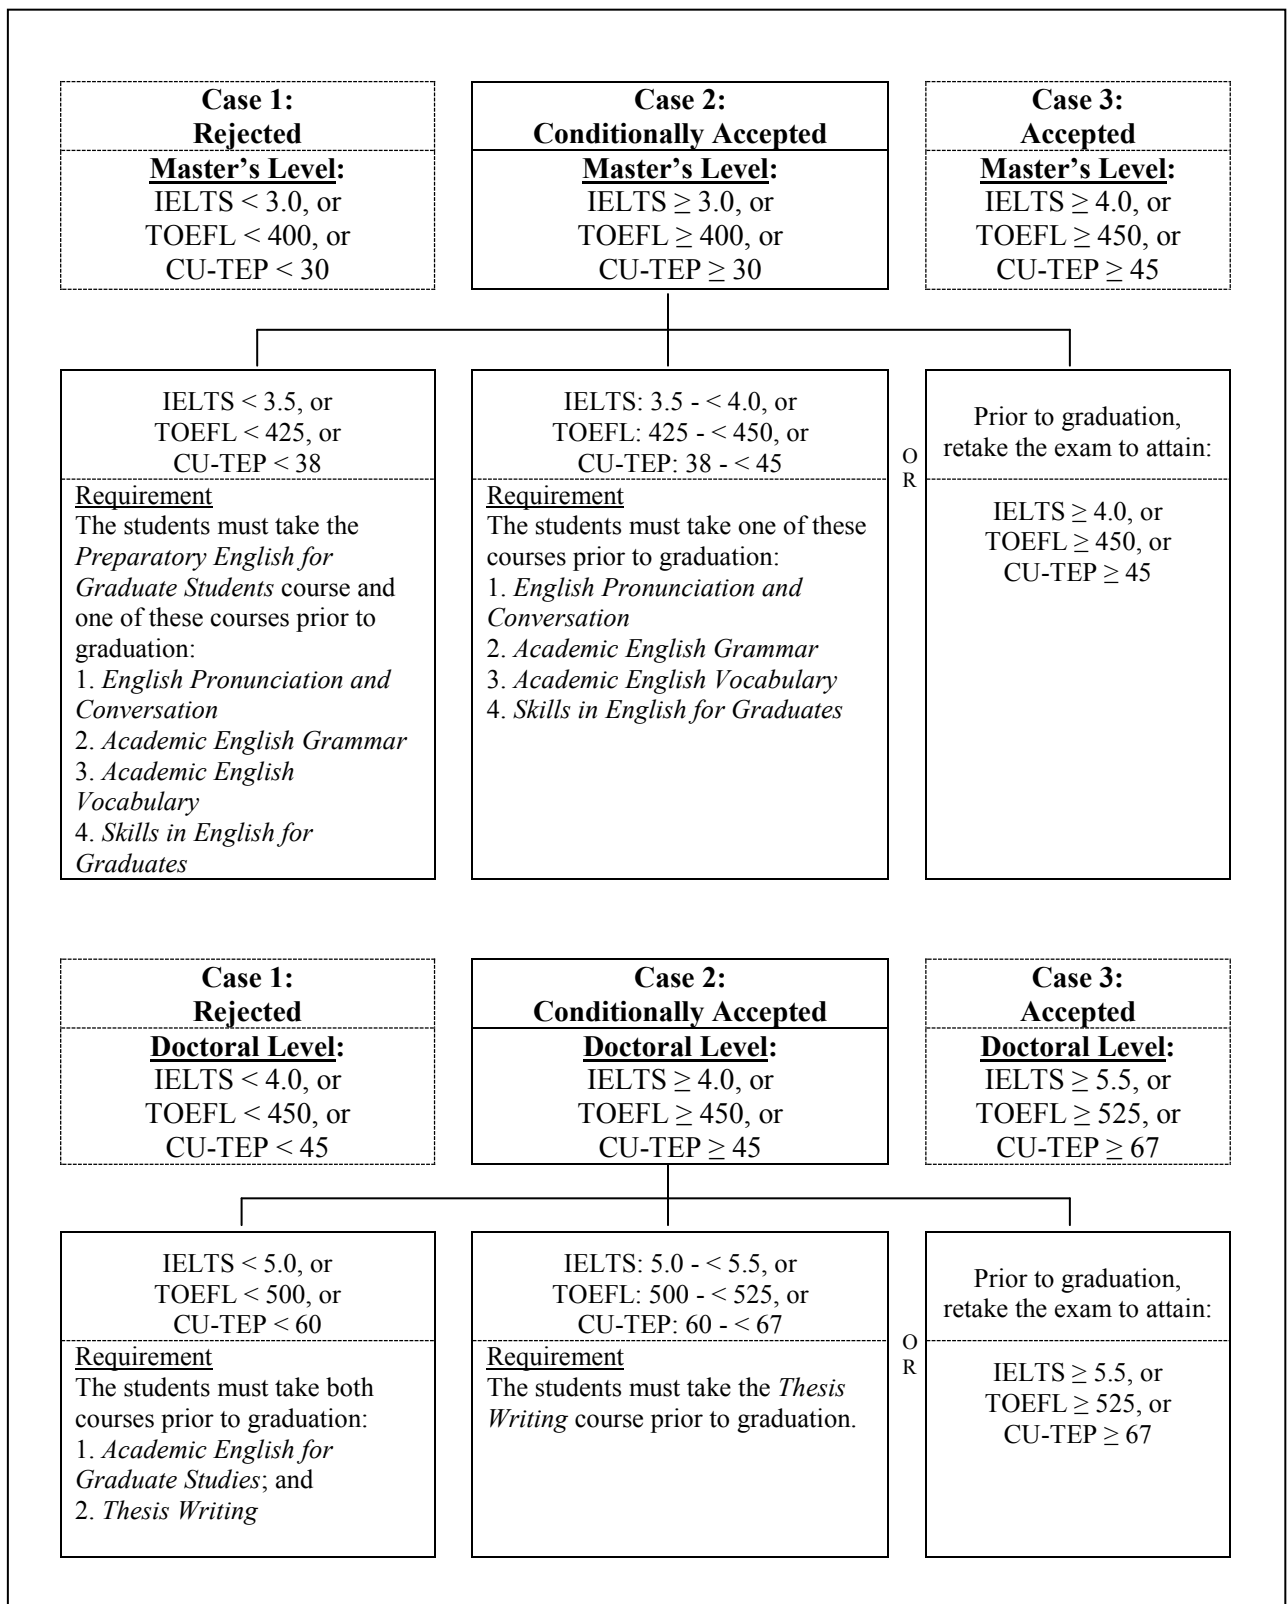 Case 1:
Rejected
Master's Level:
IELTS < 3.0, or
TOEFL < 400, or
CU-TEP < 30
Case 2:
Conditionally Accepted
Master's Level:
IELTS ≥ 3.0, or
TOEFL ≥ 400, or
CU-TEP ≥ 30
Case 3:
Accepted
Master's Level:
IELTS ≥ 4.0, or
TOEFL ≥ 450, or
CU-TEP ≥ 45
IELTS < 3.5, or
TOEFL < 425, or
CU-TEP < 38
Requirement
The students must take the
Preparatory English for
Graduate Students course and
one of these courses prior to
graduation:
1. English Pronunciation and
Conversation
2. Academic English Grammar
3. Academic English
Vocabulary
4. Skills in English for
Graduates
IELTS: 3.5 - < 4.0, or
TOEFL: 425 - < 450, or
CU-TEP: 38 - < 45
Requirement
The students must take one of these
courses prior to graduation:
1. English Pronunciation and
Conversation
2. Academic English Grammar
3. Academic English Vocabulary
4. Skills in English for Graduates
O
R
Prior to graduation,
retake the exam to attain:
IELTS ≥ 4.0, or
TOEFL ≥ 450, or
CU-TEP ≥ 45
Case 1:
Rejected
Doctoral Level:
IELTS < 4.0, or
TOEFL < 450, or
CU-TEP < 45
Case 2:
Conditionally Accepted
Doctoral Level:
IELTS ≥ 4.0, or
TOEFL ≥ 450, or
CU-TEP ≥ 45
Case 3:
Accepted
Doctoral Level:
IELTS ≥ 5.5, or
TOEFL ≥ 525, or
CU-TEP ≥ 67
IELTS < 5.0, or
TOEFL < 500, or
CU-TEP < 60
Requirement
The students must take both
courses prior to graduation:
1. Academic English for
Graduate Studies; and
2. Thesis Writing
IELTS: 5.0 - < 5.5, or
TOEFL: 500 - < 525, or
CU-TEP: 60 - < 67
Requirement
The students must take the Thesis
Writing course prior to graduation.
O
R
Prior to graduation,
retake the exam to attain:
IELTS ≥ 5.5, or
TOEFL ≥ 525, or
CU-TEP ≥ 67